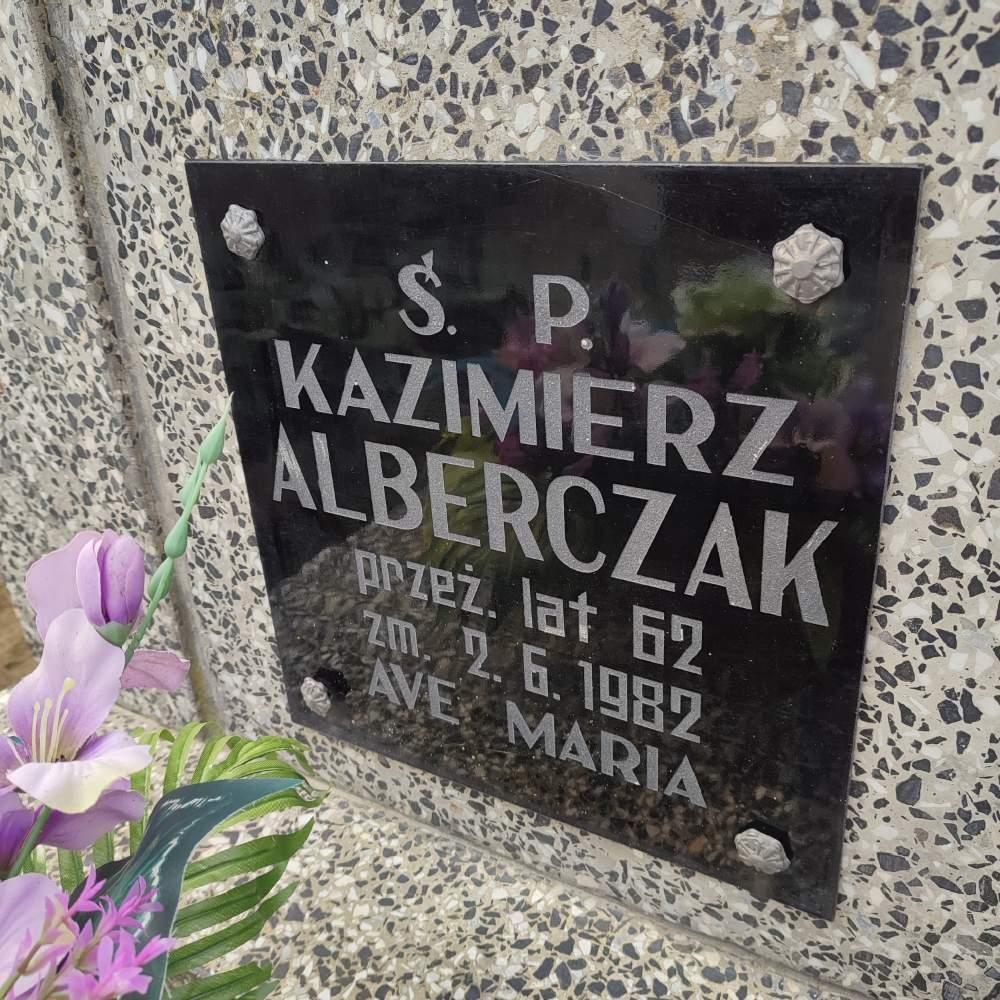 Ś. P.
KAZIMIERZ
ALBERCZAK
przeż. lat 62
zm. 2. 6. 1982
AVE MARIA